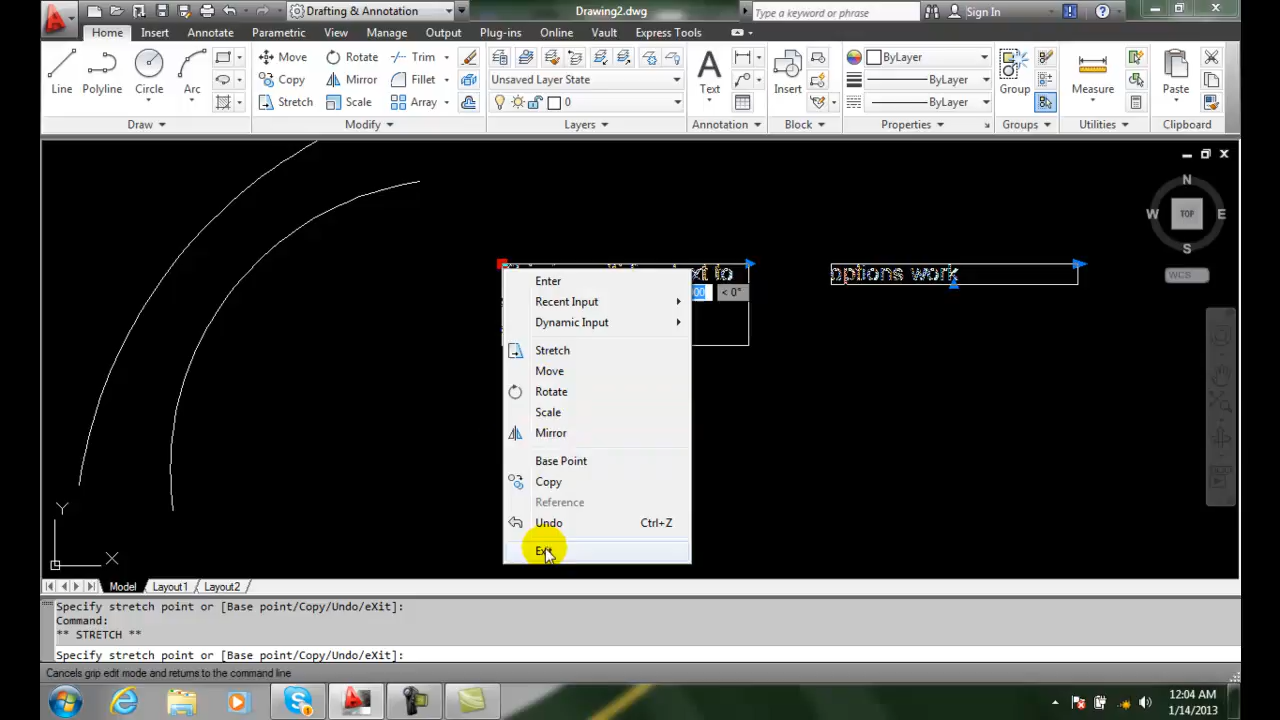 Drafting & Annotation
Drawing2.dwg
Type a keyword or phrase
Sign In
Home Insert Annotate Parametric View Manage Output Plug-ins Online Vault Express Tools
Line
Polyline
Circle
Arc
Move Rotate Trim
Copy Mirror Fillet
Stretch Scale Array
Unsaved Layer State
0
Text
Insert
ByLayer
ByLayer
ByLayer
Group
Measure
Paste
Draw Modify Layers Annotation Block Properties Groups Utilities Clipboard
N
W TOP E
S
WCS
xt to
options work
00 < 0°
Enter
Recent Input
Dynamic Input
Stretch
Move
Rotate
Scale
Mirror
Base Point
Copy
Reference
Undo Ctrl+Z
Exit
Y
X
Model Layout1 Layout2
Specify stretch point or [Base point/Copy/Undo/eXit]:
Command:
** STRETCH **
Specify stretch point or [Base point/Copy/Undo/eXit]:
Cancels grip edit mode and returns to the command line
12:04 AM
1/14/2013